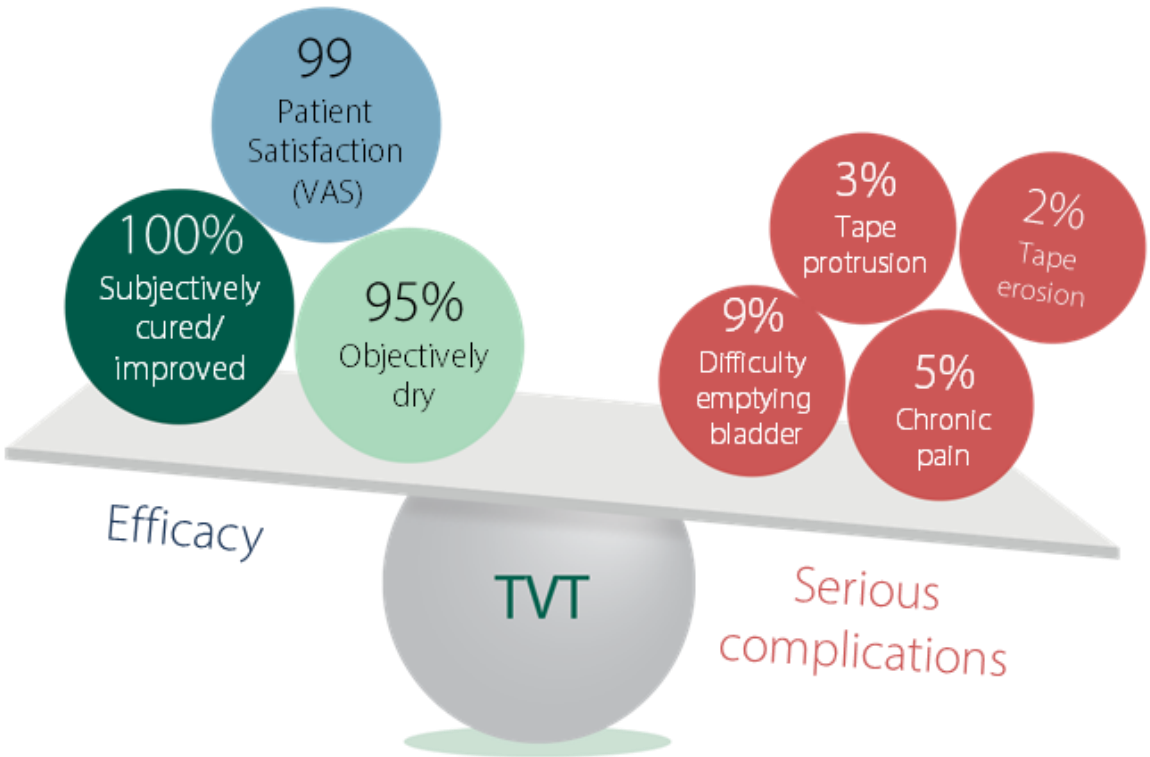 99
Patient
Satisfaction
(VAS)
100%
Subjectively
cured/
improved
95%
Objectively
dry
3%
Tape
protrusion
2%
Tape
erosion
9%
Difficulty
emptying
bladder
5%
Chronic
pain
Efficacy
TVT
Serious
complications